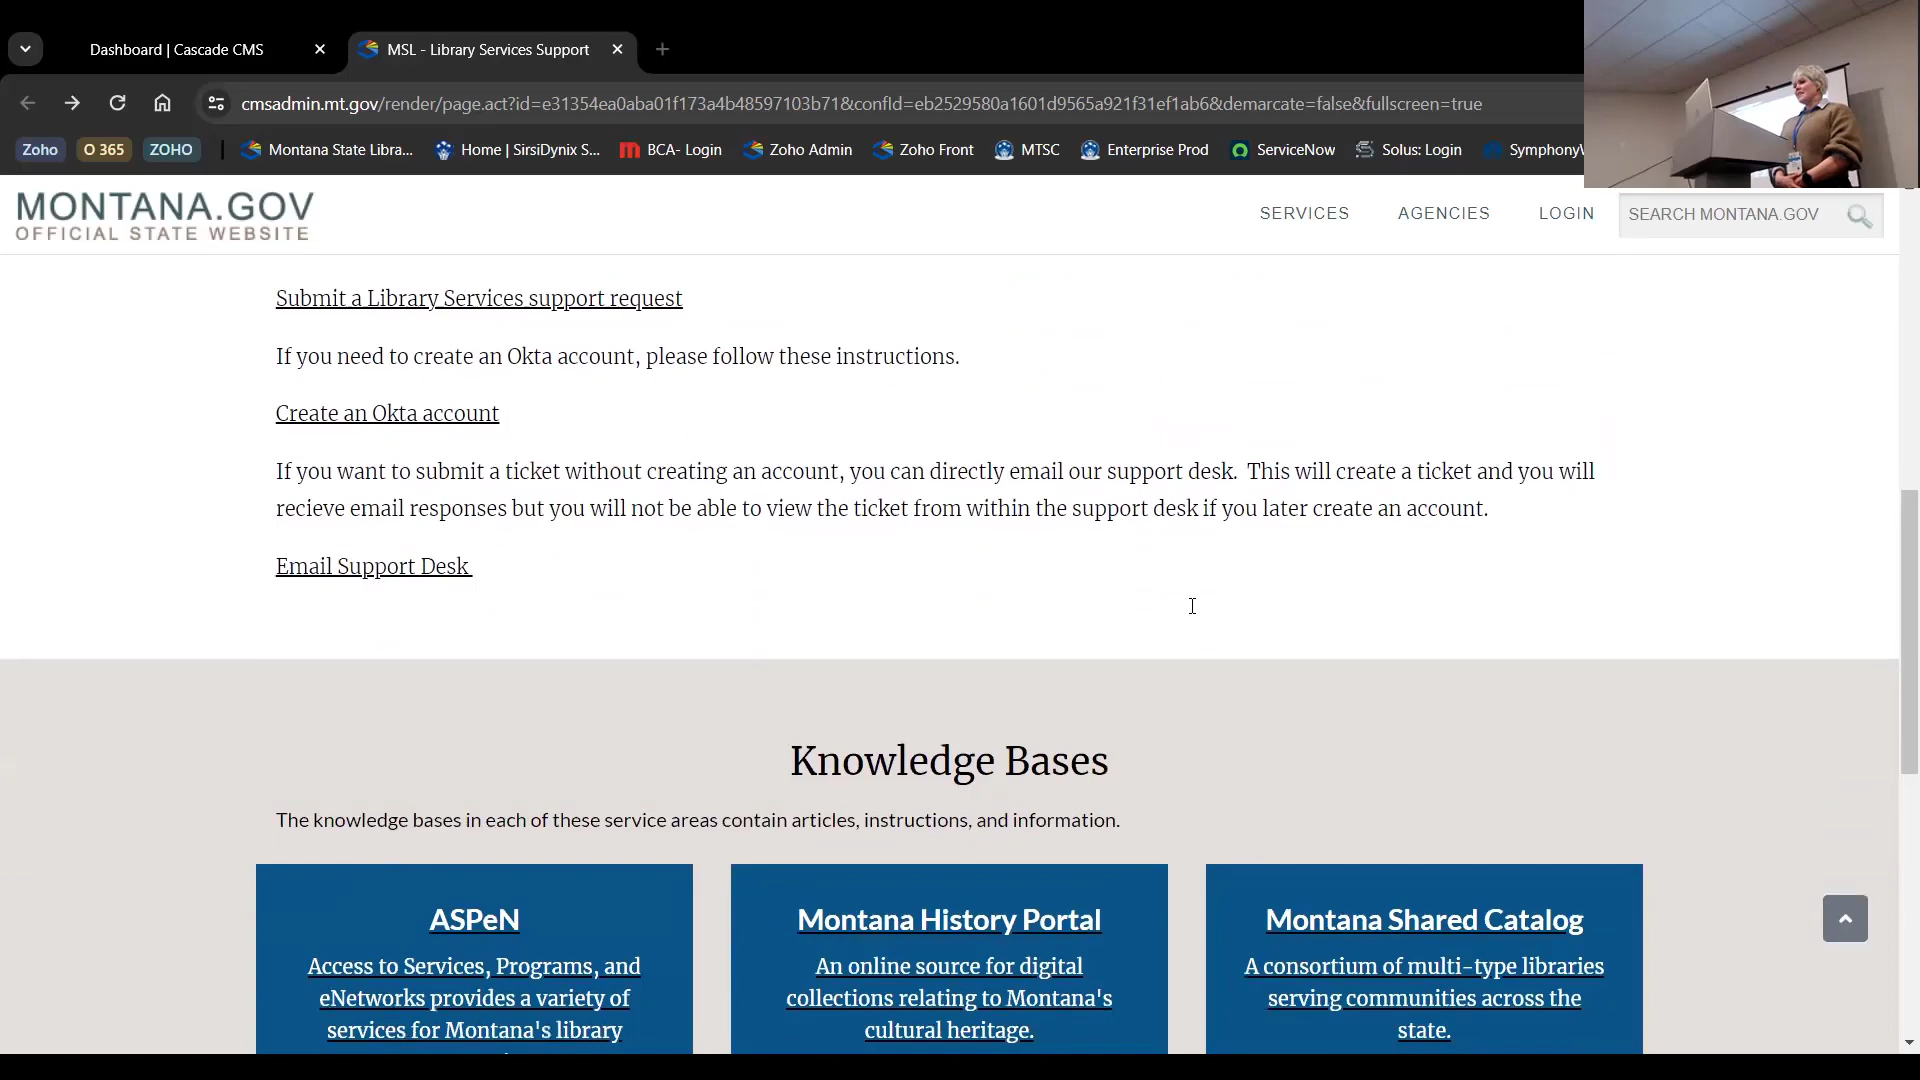 Dashboard | Cascade CMS
MSL - Library Services Support
cmsadmin.mt.gov/render/page.act?id=e31354ea0aba01f173a4b48597103b71&confId=eb2529580a1601d9565a921f31ef1ab6&demarcate=false&fullscreen=true
Zoho
O 365
ZOHO
Montana State Libra...
Home | SirsiDynix S...
BCA- Login
Zoho Admin
Zoho Front
MTSC
Enterprise Prod
ServiceNow
Solus: Login
Symphony
MONTANA.GOV
OFFICIAL STATE WEBSITE
SERVICES
AGENCIES
LOGIN
SEARCH MONTANA.GOV
Submit a Library Services support request
If you need to create an Okta account, please follow these instructions.
Create an Okta account
If you want to submit a ticket without creating an account, you can directly email our support desk. This will create a ticket and you will
recieve email responses but you will not be able to view the ticket from within the support desk if you later create an account.
Email Support Desk
Knowledge Bases
The knowledge bases in each of these service areas contain articles, instructions, and information.
ASPeN
Access to Services, Programs, and
eNetworks provides a variety of
services for Montana's library
Montana History Portal
An online source for digital
collections relating to Montana's
cultural heritage.
Montana Shared Catalog
A consortium of multi-type libraries
serving communities across the
state.